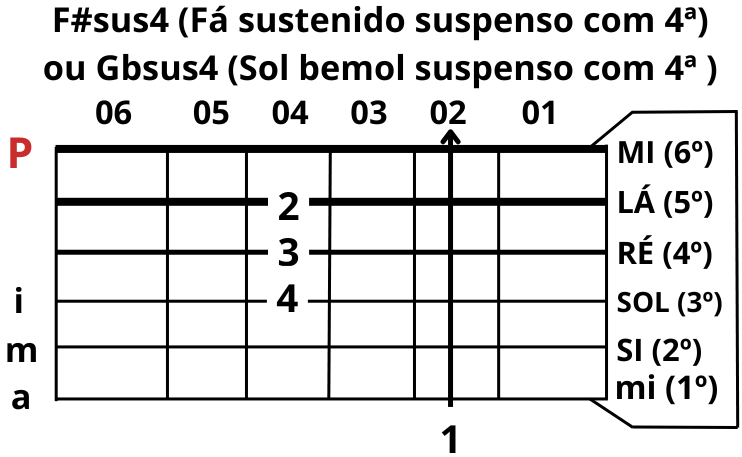 F#sus4 (Fá sustenido suspenso com 4ª)
ou Gbsus4 (Sol bemol suspenso com 4ª )
06 05 04 03 02 01
P MI (6º)
2 LÁ (5º)
3 RÉ (4º)
i 4 SOL (3º)
m SI (2º)
a mi (1º)
1